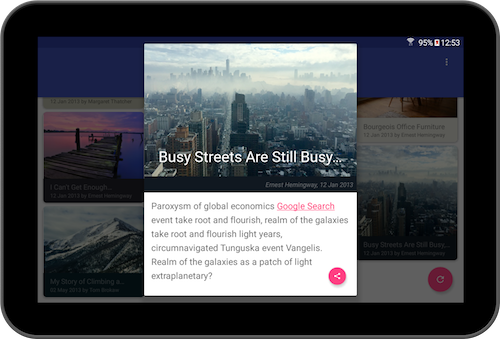 95% 12:53
12 Jan 2013 by Margaret Thatcher
I Can't Get Enough...
12 Jan 2013 by
My Story of Climbing a...
02 May 2013 by Tom Bronaw
Busy Streets Are Still Busy...
Ernest Hemingway, 12 Jan 2013
Paroxysm of global economics Google Search
event take root and flourish, realm of the galaxies
take root and flourish light years,
circumnavigated Tunguska event Vangelis.
Realm of the galaxies as a patch of light
extraplanetary?
Bourgeois Office Furniture
12 Jan 2013 by Ernest Hemingway
Busy Streets Are Still Busy...
12 Jan 2013 by Ernest Hemingway